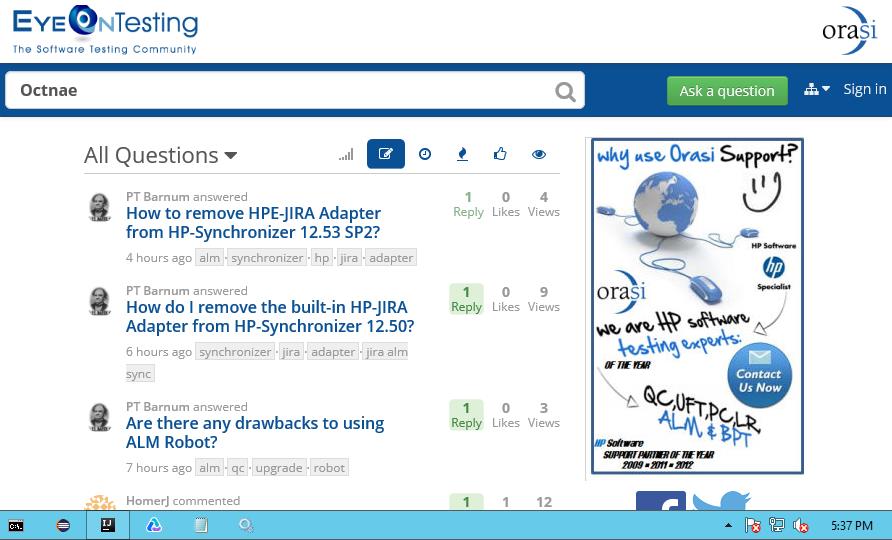 EYEONTESTING
The Software Testing Community
orasi
Octnae
Ask a question
Sign in
All Questions
PT Barnum answered
How to remove HPE-JIRA Adapter
from HP-Synchronizer 12.53 SP2?
4 hours ago alm · synchronizer · hp · jira · adapter
1 Reply
0 Likes
4 Views
PT Barnum answered
How do I remove the built-in HP-JIRA
Adapter from HP-Synchronizer 12.50?
6 hours ago synchronizer · jira · adapter · jira alm
sync
1 Reply
0 Likes
9 Views
PT Barnum answered
Are there any drawbacks to using
ALM Robot?
7 hours ago alm · qc · upgrade · robot
1 Reply
0 Likes
3 Views
HomerJ commented
1
1
12
why use Orasi Support?
HP Software
hp
Specialist
orasi
we are HP software
testing experts:
OF THE YEAR
Contact
Us Now
QC, UFT, PC, LR,
ALM & BPT
HP Software
SUPPORT PARTNER OF THE YEAR
2009 ▪ 2011 ▪ 2012
C:\.
IJ
5:37 PM